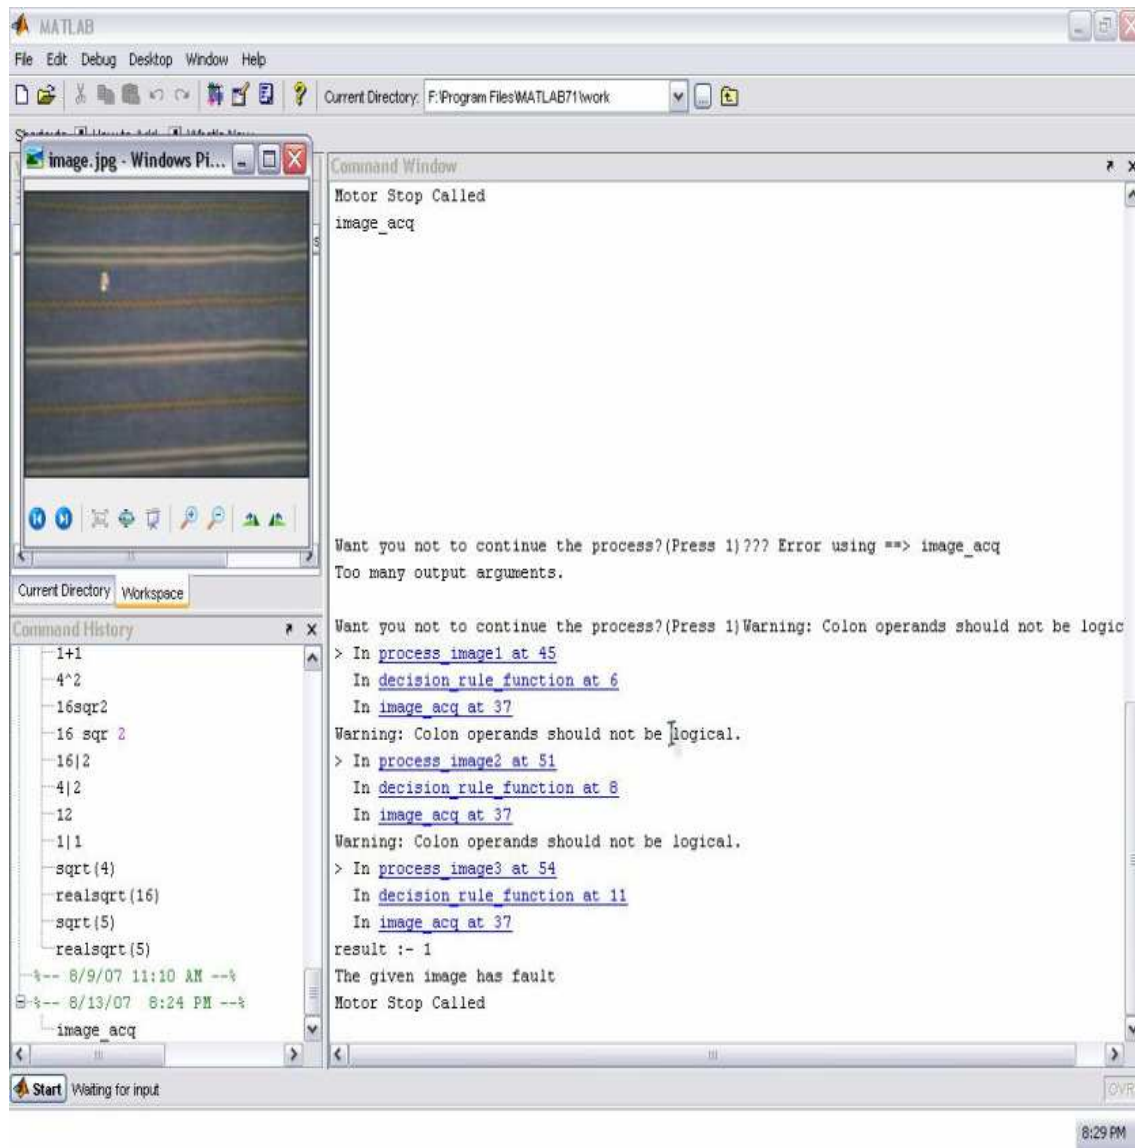 MATLAB
File Edit Debug Desktop Window Help
Current Directory: F:\Program Files\MATLAB71\work
image.jpg - Windows Pi...
Command Window
Motor Stop Called
image_acq
Want you not to continue the process?(Press 1)??? Error using ==> image_acq
Too many output arguments.
Want you not to continue the process?(Press 1)Warning: Colon operands should not be logic
> In process_image1 at 45
In decision_rule_function at 6
In image_acq at 37
Warning: Colon operands should not be logical.
> In process_image2 at 51
In decision_rule_function at 8
In image_acq at 37
Warning: Colon operands should not be logical.
> In process_image3 at 54
In decision_rule_function at 11
In image_acq at 37
result :- 1
The given image has fault
Motor Stop Called
Current Directory Workspace
Command History
1+1
4^2
16sqr2
16 sqr 2
16|2
4|2
12
1|1
sqrt(4)
realsqrt(16)
sqrt(5)
realsqrt(5)
%-- 8/9/07 11:10 AM --%
%-- 8/13/07 8:24 PM --%
image_acq
Start Waiting for input
OVR
8:29 PM